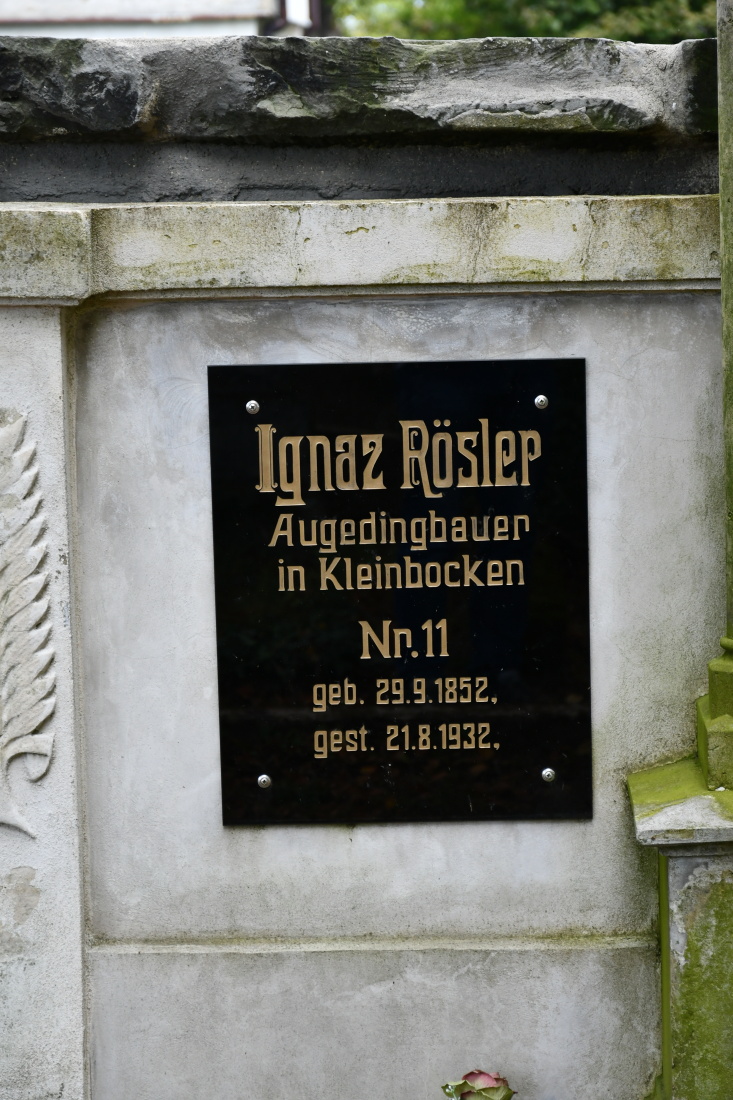 Ignaz Rösler
Augedingbauer
in Kleinbocken
Nr. 11
geb. 29.9.1852,
gest. 21.8.1932,